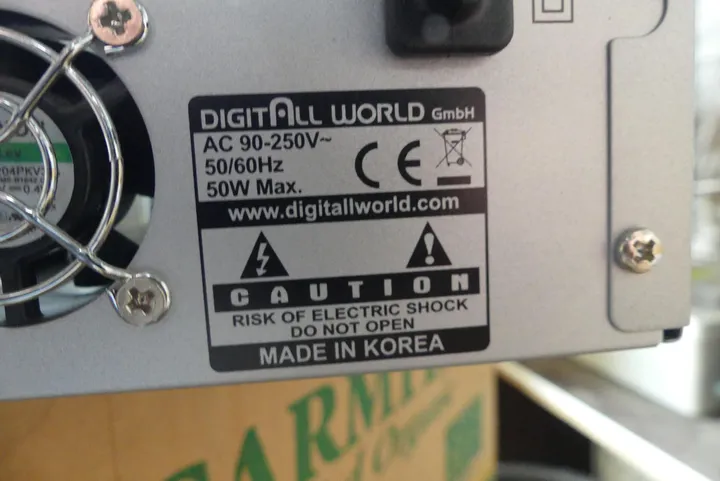 DIGITALL WORLD GmbH
AC 90-250V~
50/60Hz
50W Max.
CE
www.digitallworld.com
CAUTION
RISK OF ELECTRIC SHOCK
DO NOT OPEN
MADE IN KOREA